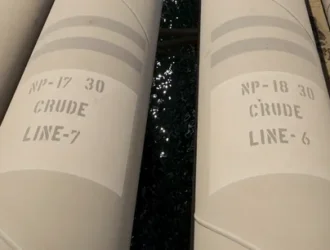 NP-17 30
CRUDE
LINE-7
NP-18 30
CRUDE
LINE-6